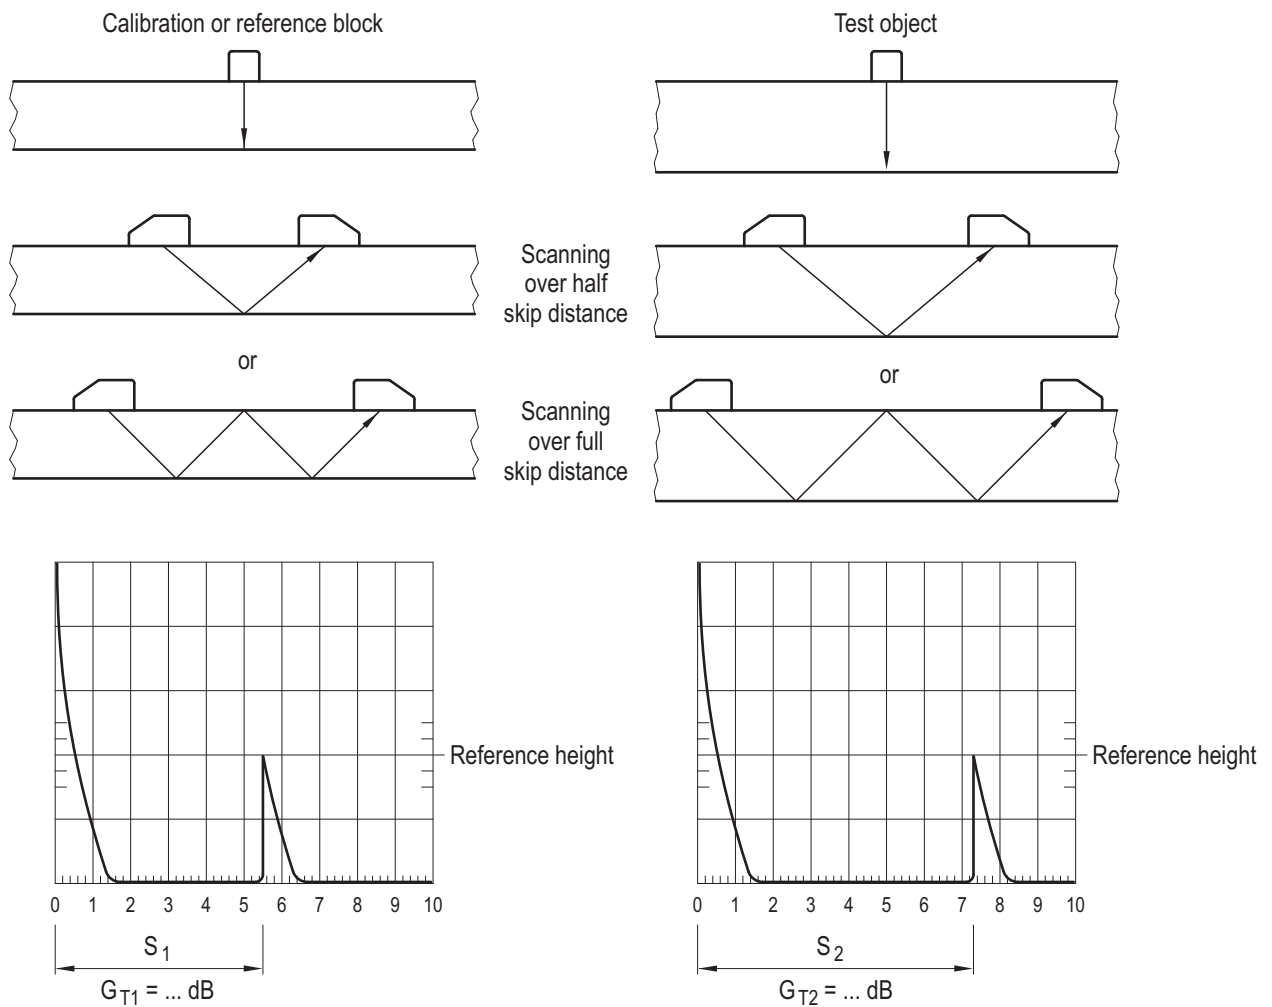 Calibration or reference block
Test object
Scanning
over half
skip distance
or
or
Scanning
over full
skip distance
Reference height
Reference height
0 1 2 3 4 5 6 7 8 9 10
0 1 2 3 4 5 6 7 8 9 10
S1
S2
GT1 = ... dB
GT2 = ... dB